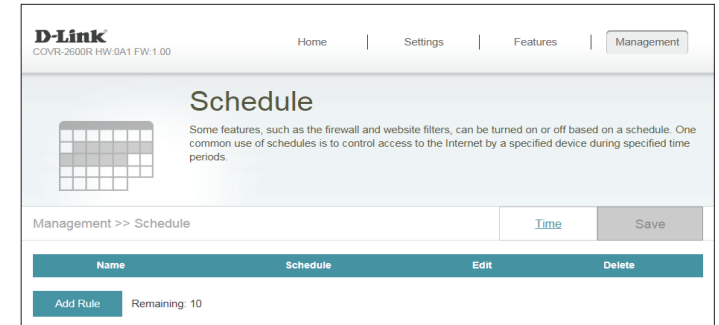 D-Link
COVR-2600R HW:0A1 FW:1.00
Home | Settings | Features | Management
Schedule
Some features, such as the firewall and website filters, can be turned on or off based on a schedule. One
common use of schedules is to control access to the Internet by a specified device during specified time
periods.
Management >> Schedule
Time
Save
Name Schedule Edit Delete
Add Rule Remaining: 10